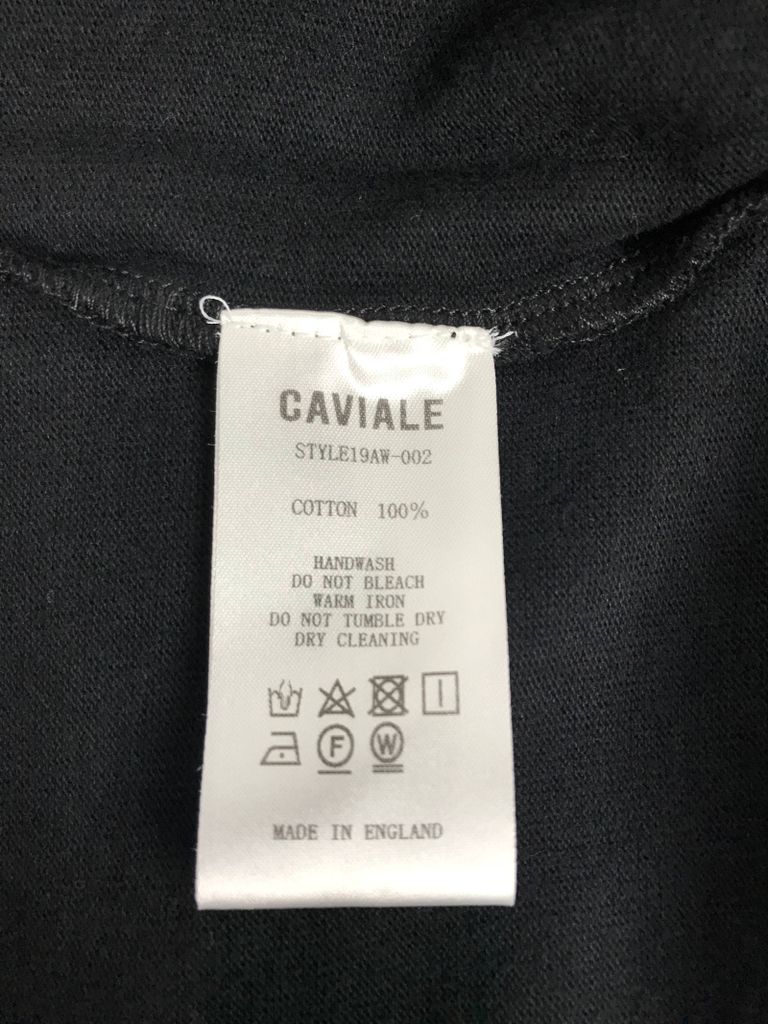 CAVIALE
STYLE19AW-002
COTTON 100%
HANDWASH
DO NOT BLEACH
WARM IRON
DO NOT TUMBLE DRY
DRY CLEANING
F W
MADE IN ENGLAND